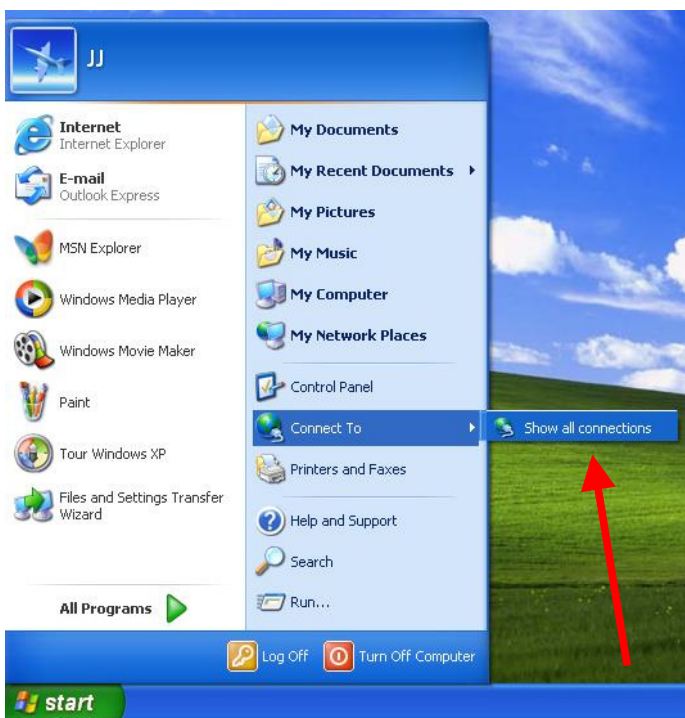 JJ
Internet
Internet Explorer
E-mail
Outlook Express
MSN Explorer
Windows Media Player
Windows Movie Maker
Paint
Tour Windows XP
Files and Settings Transfer
Wizard
All Programs
My Documents
My Recent Documents
My Pictures
My Music
My Computer
My Network Places
Control Panel
Connect To
Show all connections
Printers and Faxes
Help and Support
Search
Run...
Log Off
Turn Off Computer
start